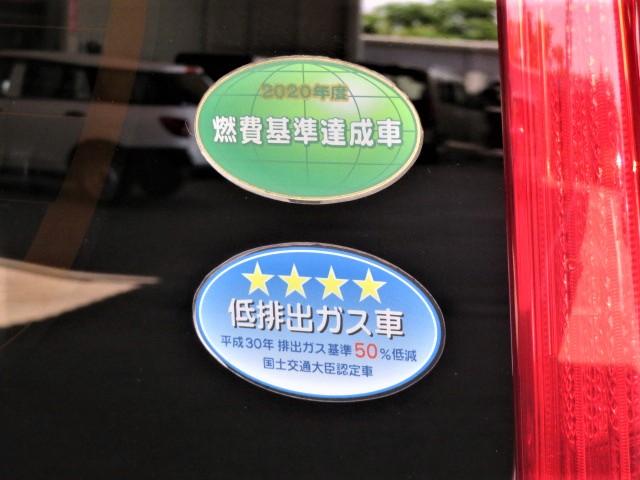 2020年度
燃費基準達成車
★★★★
低排出ガス車
平成30年 排出ガス基準50%低減
国土交通大臣認定車